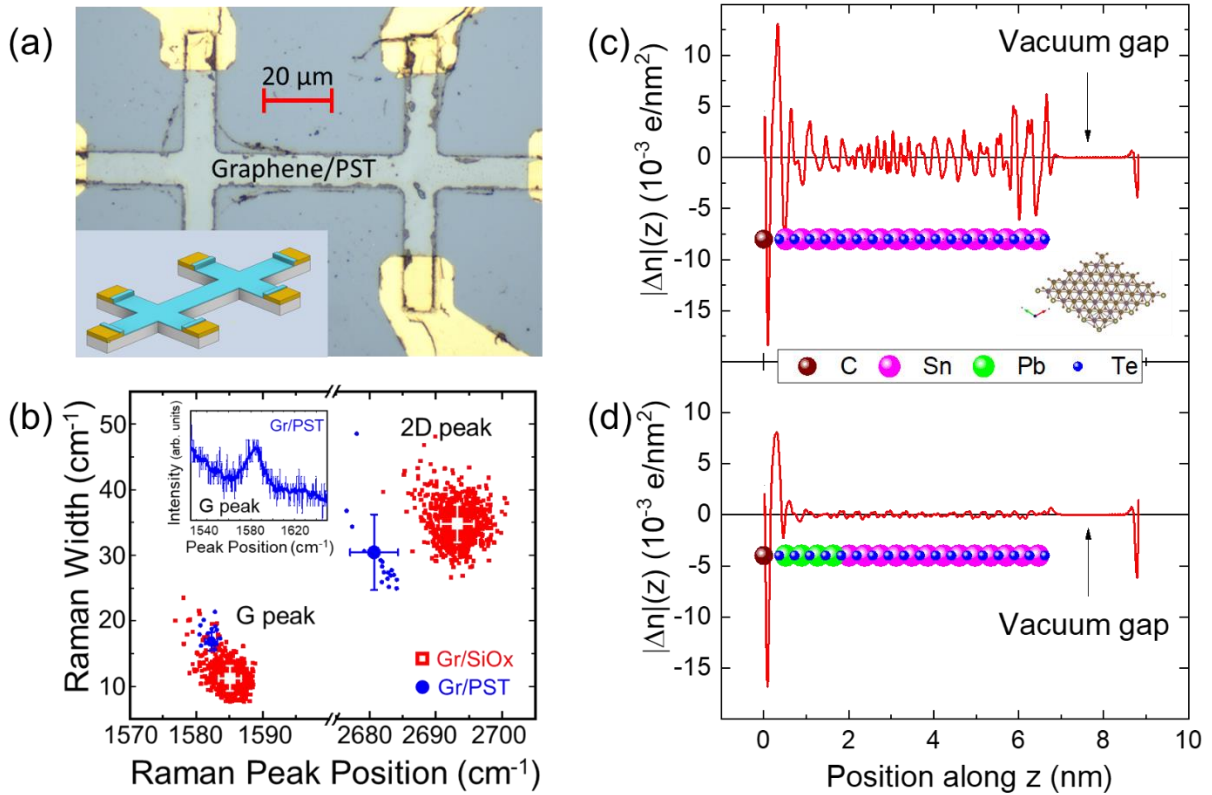 (a)
20 µm
Graphene/PST
(b)
Raman Width (cm⁻¹)
50
40
30
20
10
Intensity (arb. units)
Gr/PST
G peak
1540 1580 1620
Peak Position (cm⁻¹)
2D peak
G peak
Gr/SiOx
Gr/PST
1570 1580 1590 2680 2690 2700
Raman Peak Position (cm⁻¹)
(c)
|Δn|(z) (10⁻³ e/nm²)
10
5
0
-5
-10
-15
Vacuum gap
C Sn Pb Te
(d)
|Δn|(z) (10⁻³ e/nm²)
10
5
0
-5
-10
-15
Vacuum gap
0 2 4 6 8 10
Position along z (nm)